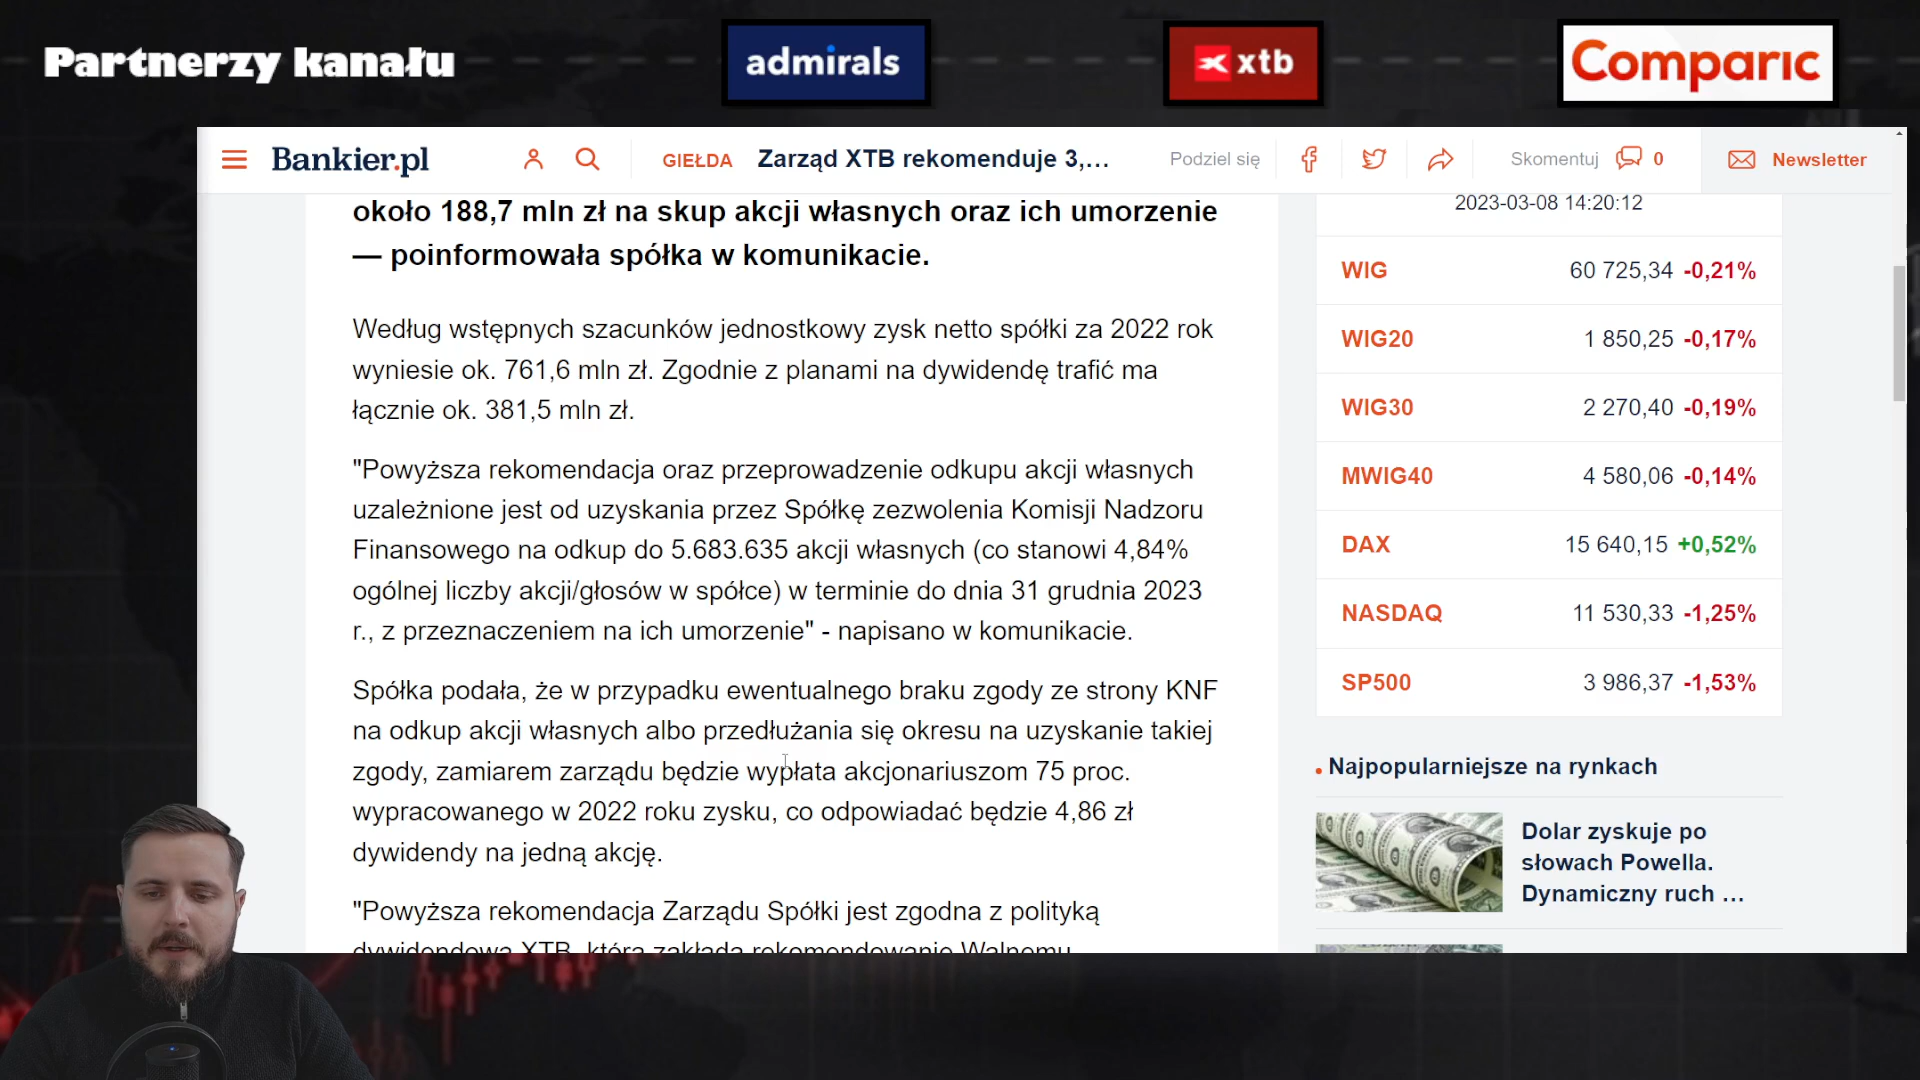 Partnerzy kanału
admirals
xtb
Comparic
Bankier.pl
GIEŁDA
Zarząd XTB rekomenduje 3,...
Podziel się
Skomentuj
0
Newsletter
około 188,7 mln zł na skup akcji własnych oraz ich umorzenie
— poinformowała spółka w komunikacie.
Według wstępnych szacunków jednostkowy zysk netto spółki za 2022 rok
wyniesie ok. 761,6 mln zł. Zgodnie z planami na dywidendę trafić ma
łącznie ok. 381,5 mln zł.
"Powyższa rekomendacja oraz przeprowadzenie odkupu akcji własnych
uzależnione jest od uzyskania przez Spółkę zezwolenia Komisji Nadzoru
Finansowego na odkup do 5.683.635 akcji własnych (co stanowi 4,84%
ogólnej liczby akcji/głosów w spółce) w terminie do dnia 31 grudnia 2023
r., z przeznaczeniem na ich umorzenie" - napisano w komunikacie.
Spółka podała, że w przypadku ewentualnego braku zgody ze strony KNF
na odkup akcji własnych albo przedłużania się okresu na uzyskanie takiej
zgody, zamiarem zarządu będzie wypłata akcjonariuszom 75 proc.
wypracowanego w 2022 roku zysku, co odpowiadać będzie 4,86 zł
dywidendy na jedną akcję.
"Powyższa rekomendacja Zarządu Spółki jest zgodna z polityką
dywidendową XTB, która zakłada rekomendowanie Walnemu
2023-03-08 14:20:12
WIG 60 725,34 -0,21%
WIG20 1 850,25 -0,17%
WIG30 2 270,40 -0,19%
MWIG40 4 580,06 -0,14%
DAX 15 640,15 +0,52%
NASDAQ 11 530,33 -1,25%
SP500 3 986,37 -1,53%
Najpopularniejsze na rynkach
Dolar zyskuje po
słowach Powella.
Dynamiczny ruch ...